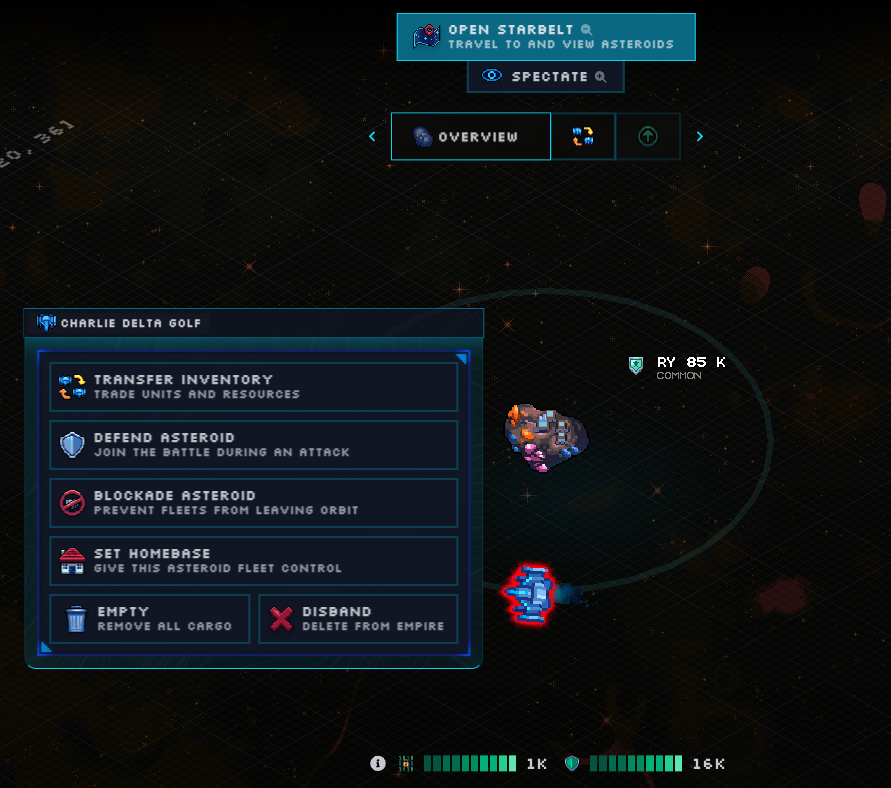 OPEN STARBELT
TRAVEL TO AND VIEW ASTEROIDS
SPECTATE
20, 36]
OVERVIEW
CHARLIE DELTA GOLF
TRANSFER INVENTORY
TRADE UNITS AND RESOURCES
RY 85 K
COMMON
DEFEND ASTEROID
JOIN THE BATTLE DURING AN ATTACK
BLOCKADE ASTEROID
PREVENT FLEETS FROM LEAVING ORBIT
SET HOMEBASE
GIVE THIS ASTEROID FLEET CONTROL
EMPTY
REMOVE ALL CARGO
DISBAND
DELETE FROM EMPIRE
1K
16K